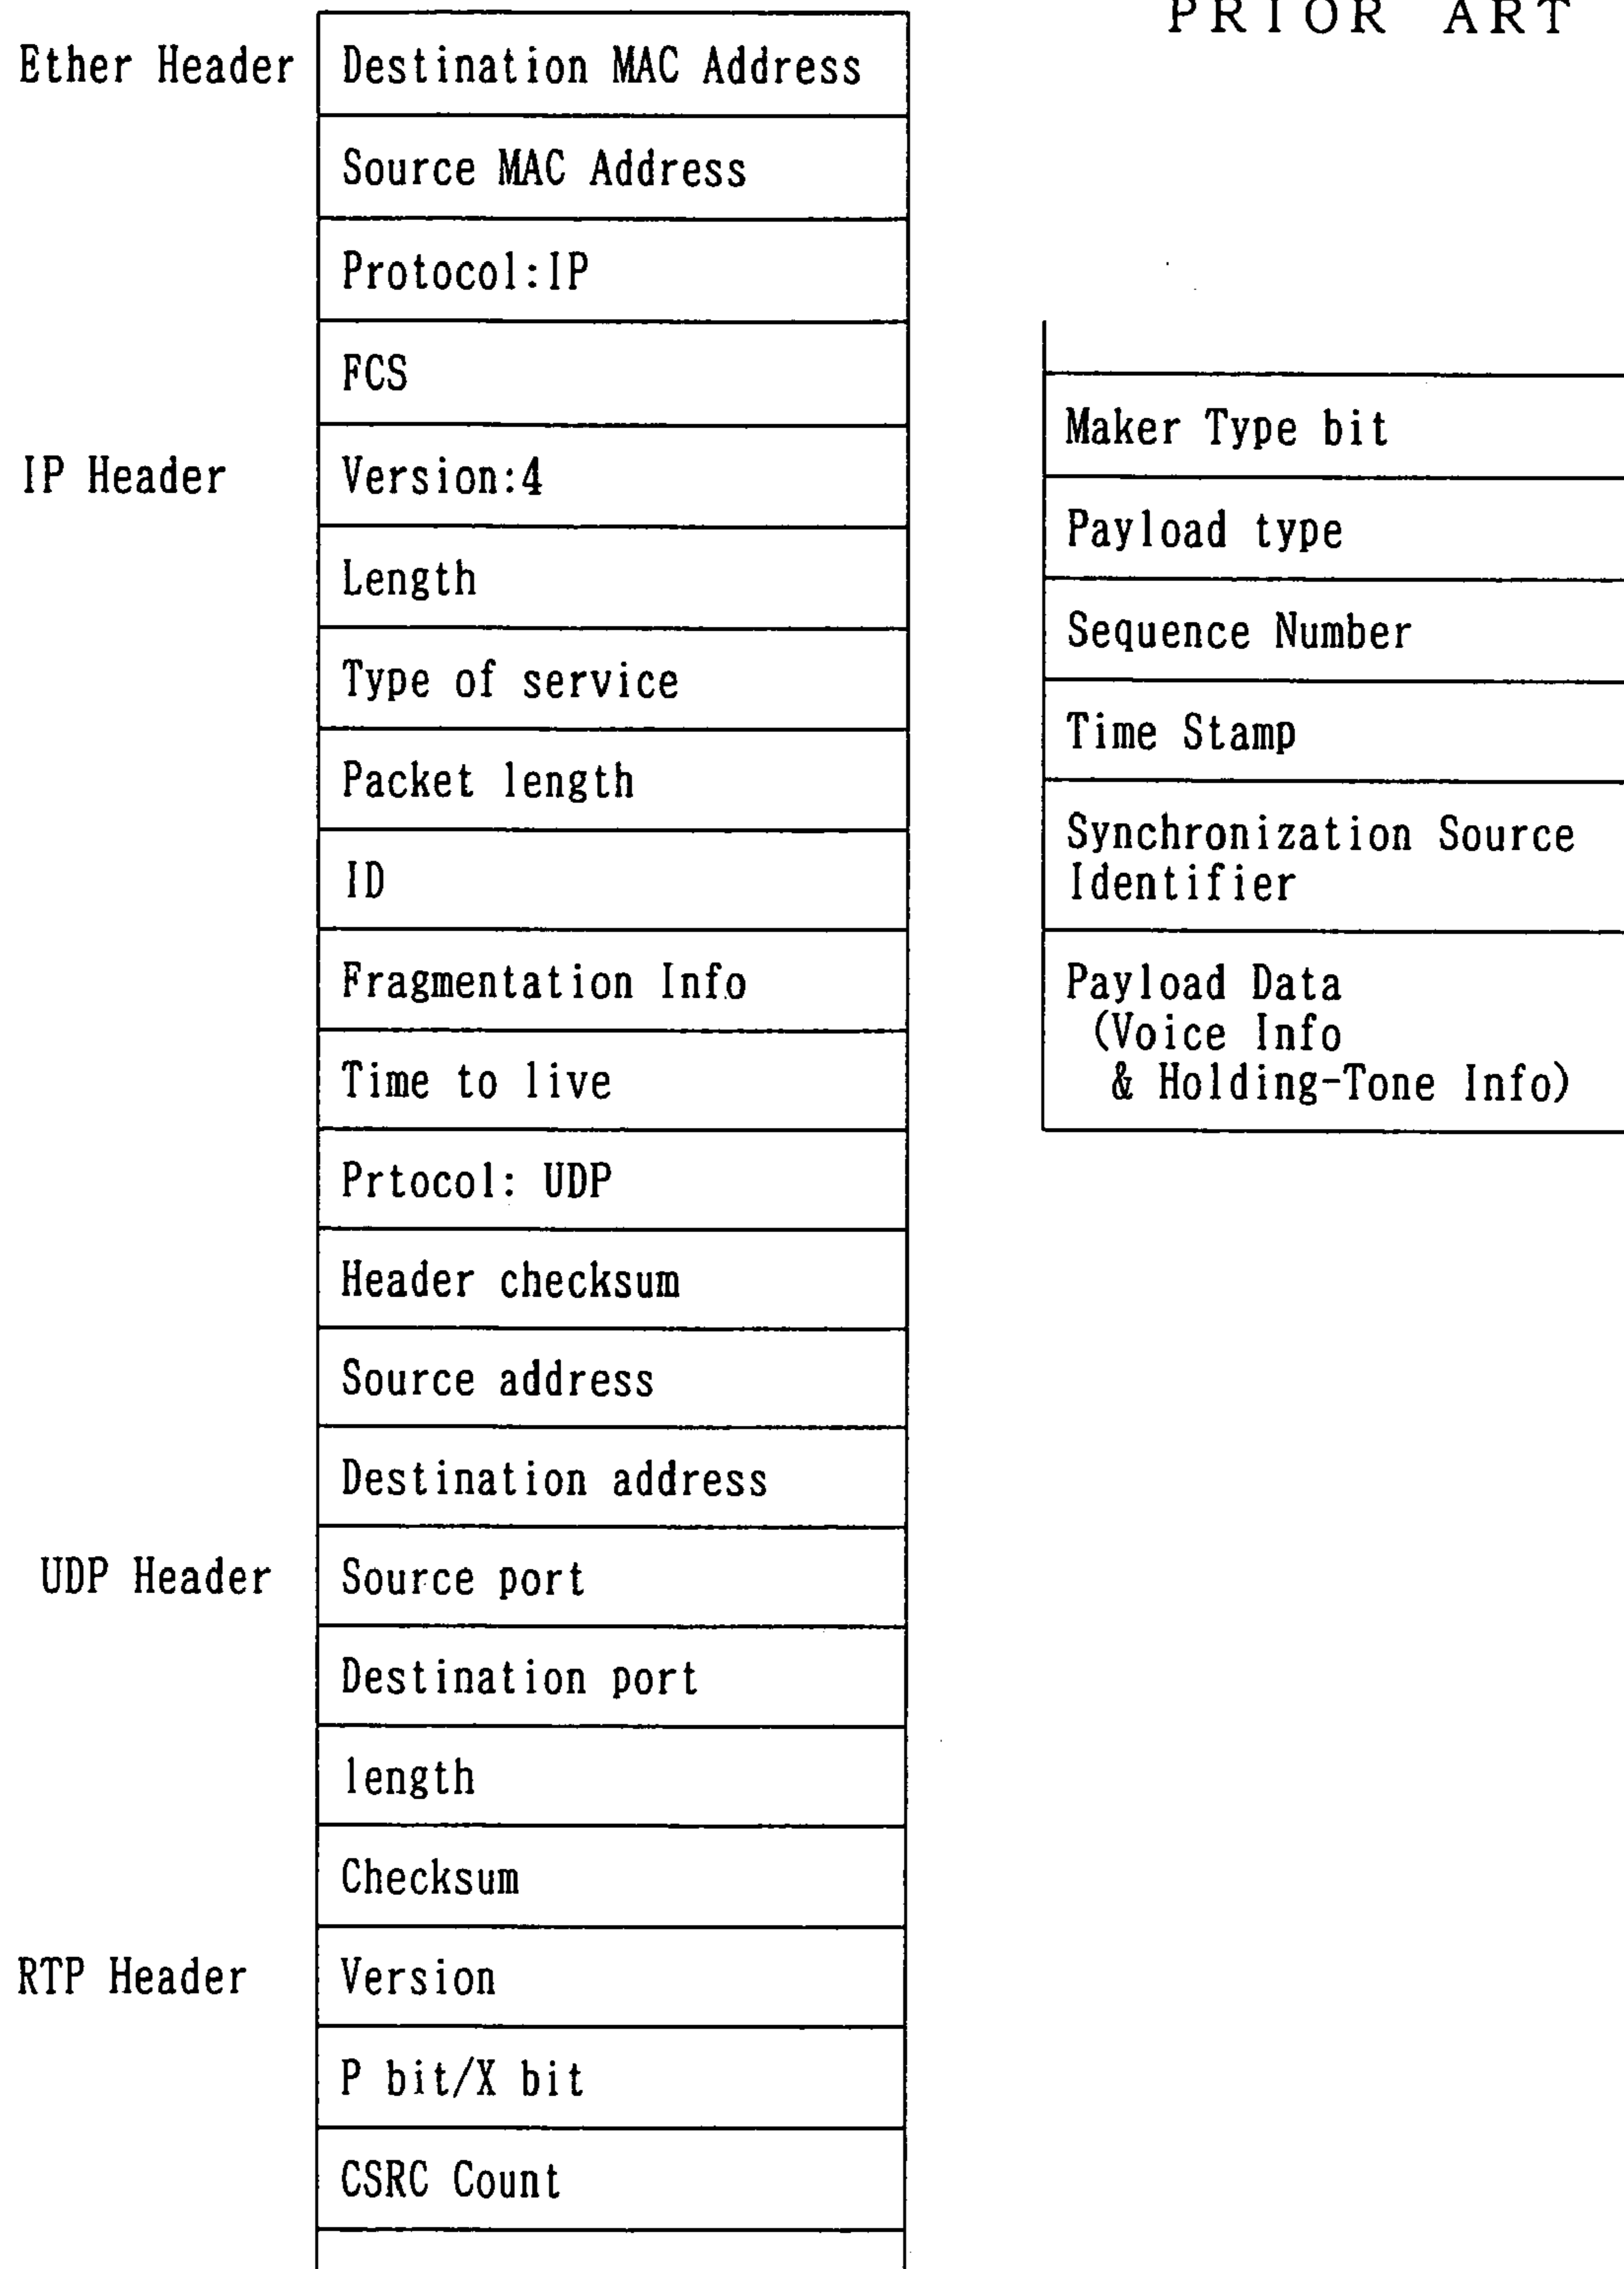 PRIOR ART
Ether Header
Destination MAC Address
Source MAC Address
Protocol:IP
FCS
IP Header
Version:4
Length
Type of service
Packet length
ID
Fragmentation Info
Time to live
Prtocol: UDP
Header checksum
Source address
Destination address
UDP Header
Source port
Destination port
length
Checksum
RTP Header
Version
P bit/X bit
CSRC Count
Maker Type bit
Payload type
Sequence Number
Time Stamp
Synchronization Source
Identifier
Payload Data
(Voice Info
& Holding-Tone Info)